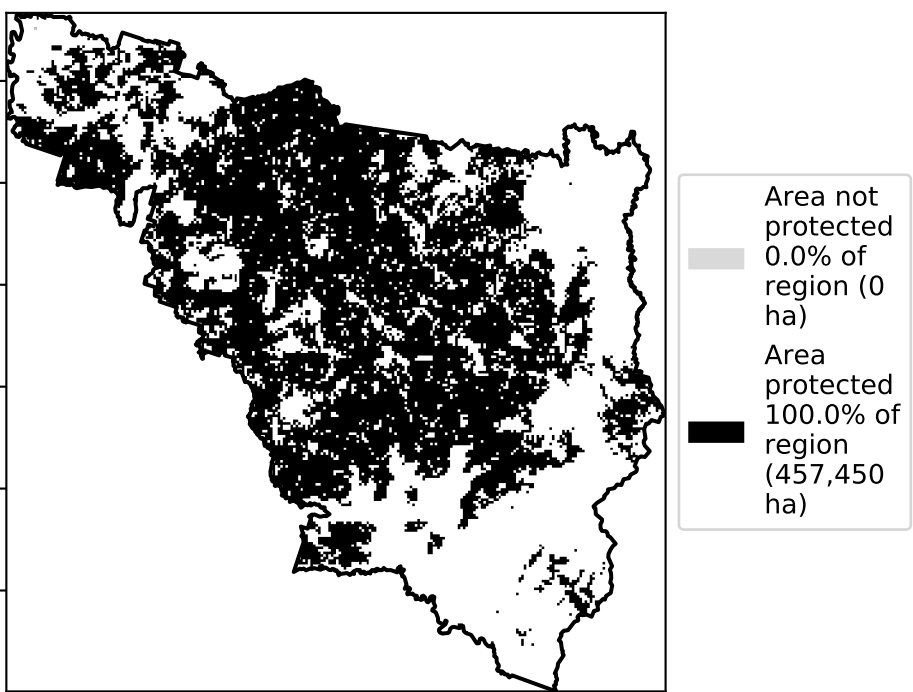 Area not
protected
0.0% of
region (0
ha)
Area
protected
100.0% of
region
(457,450
ha)